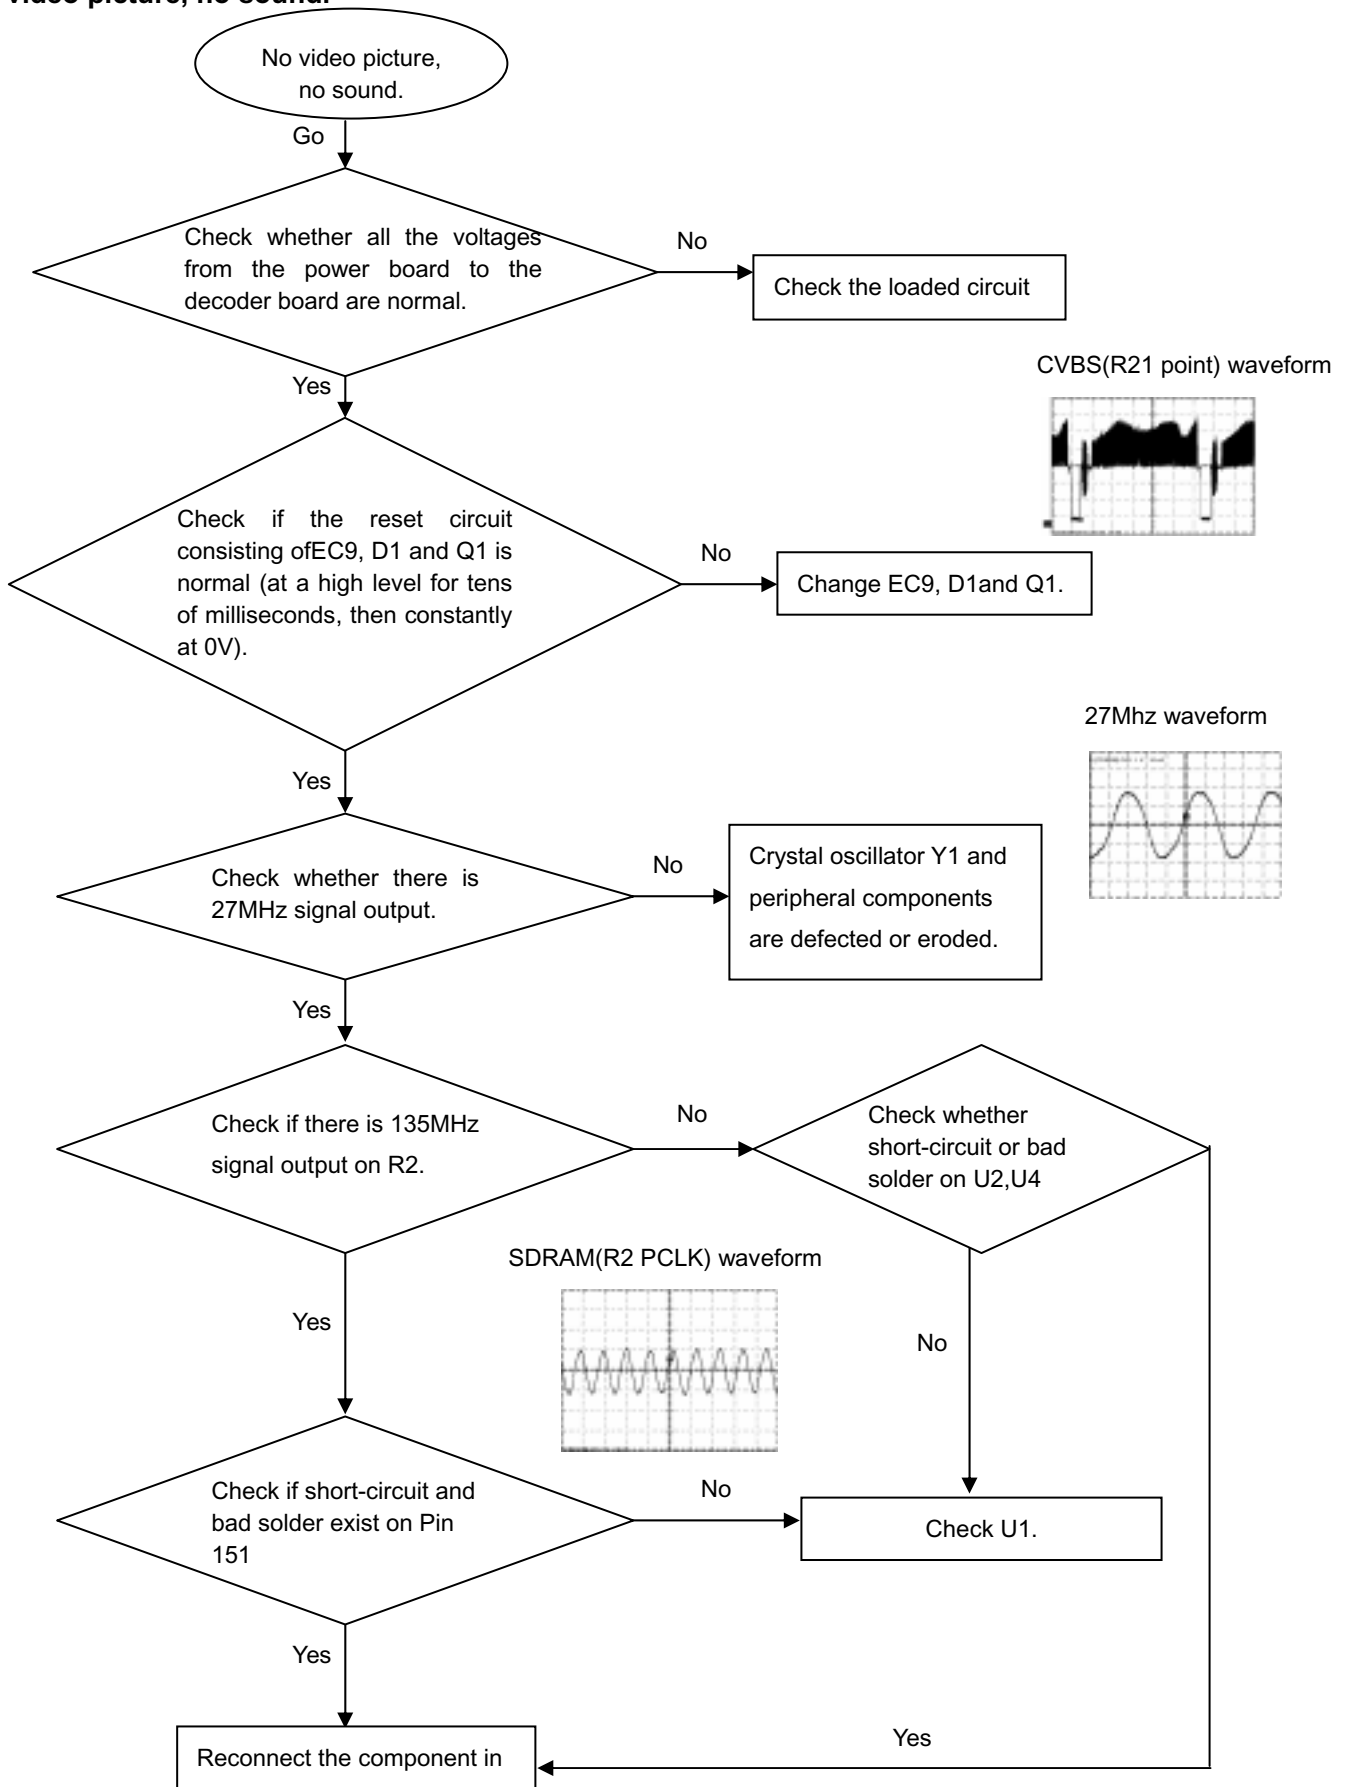 video picture, no sound.
No video picture,
no sound.
Go
Check whether all the voltages
from the power board to the
decoder board are normal.
No
Check the loaded circuit
Yes
CVBS(R21 point) waveform
Check if the reset circuit
consisting ofEC9, D1 and Q1 is
normal (at a high level for tens
of milliseconds, then constantly
at 0V).
No
Change EC9, D1and Q1.
27Mhz waveform
Yes
Check whether there is
27MHz signal output.
No
Crystal oscillator Y1 and
peripheral components
are defected or eroded.
Yes
Check if there is 135MHz
signal output on R2.
No
Check whether
short-circuit or bad
solder on U2,U4
SDRAM(R2 PCLK) waveform
Yes
No
Check if short-circuit and
bad solder exist on Pin
151
No
Check U1.
Yes
Reconnect the component in
Yes